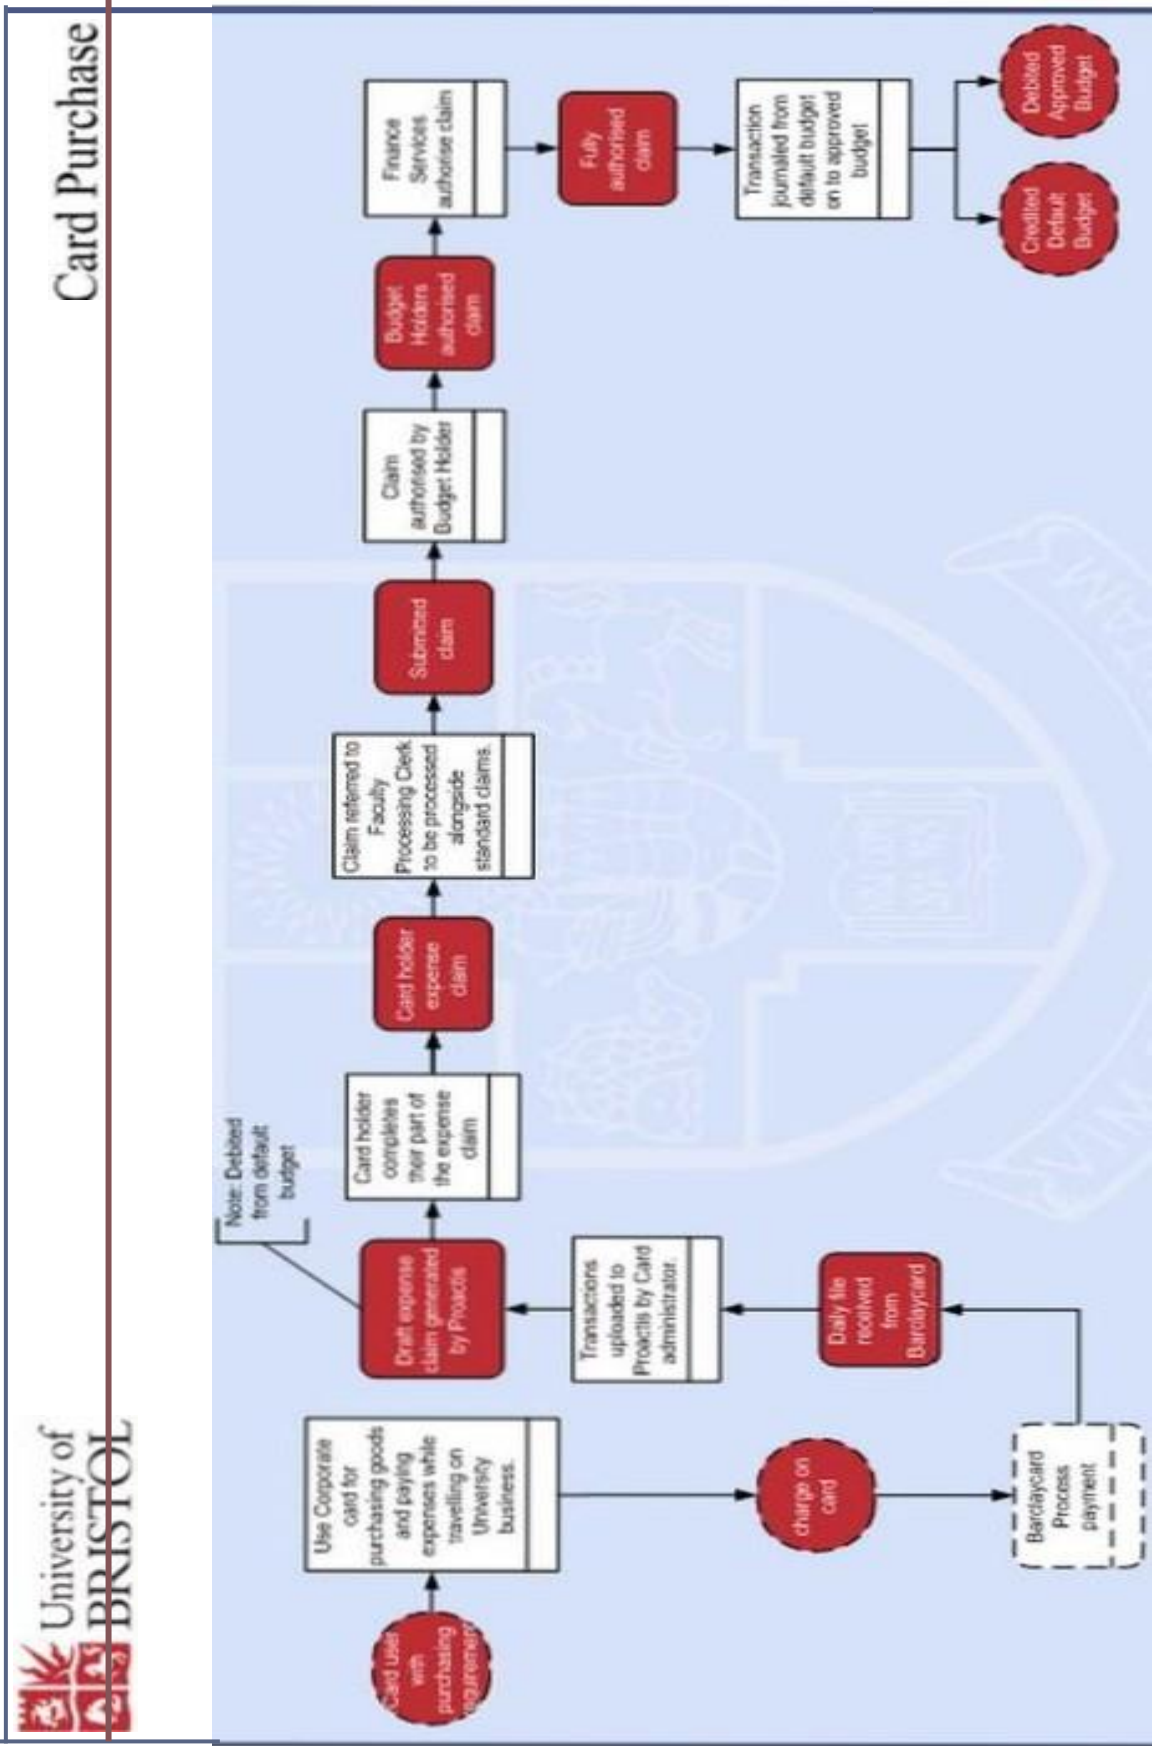 University of
BRISTOL
Card Purchase
Card user
with
purchasing
requirement
Use Corporate
card for
purchasing goods
and paying
expenses while
travelling on
University
business.
charge on
card
Barclaycard
Process
payment
Daily file
received
from
Barclaycard
Transactions
uploaded to
Proactis by Card
administrator.
Draft expense
claim generated
by Proactis
Note: Debited
from default
budget
Card holder
completes
their part of
the expense
claim
Card holder
expense
claim
Claim referred to
Faculty
Processing Clerk
to be processed
alongside
standard claims.
Submitted
claim
Claim
authorised by
Budget Holder
Budget
Holders
authorised
claim
Finance
Services
authorise claim
Fully
authorised
claim
Transaction
journaled from
default budget
on to approved
budget
Credited
Default
Budget
Debited
Approved
Budget